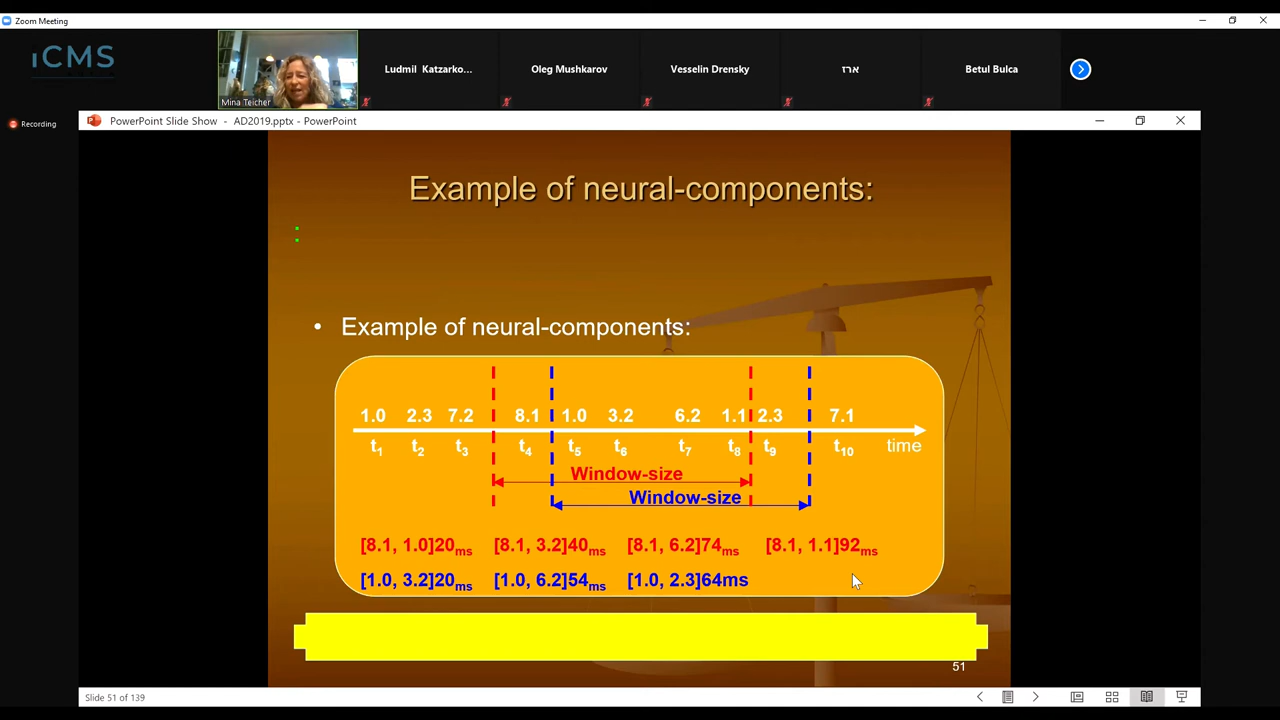 Zoom Meeting
ıCMS
Mina Teicher
Ludmil Katzarko...
Oleg Mushkarov
Vesselin Drensky
ארז
Betul Bulca
Recording
PowerPoint Slide Show - AD2019.pptx - PowerPoint
Example of neural-components:
:
• Example of neural-components:
1.0 2.3 7.2 8.1 1.0 3.2 6.2 1.1 2.3 7.1
t1 t2 t3 t4 t5 t6 t7 t8 t9 t10 time
Window-size
Window-size
[8.1, 1.0]20ms [8.1, 3.2]40ms [8.1, 6.2]74ms [8.1, 1.1]92ms
[1.0, 3.2]20ms [1.0, 6.2]54ms [1.0, 2.3]64ms
51
Slide 51 of 139